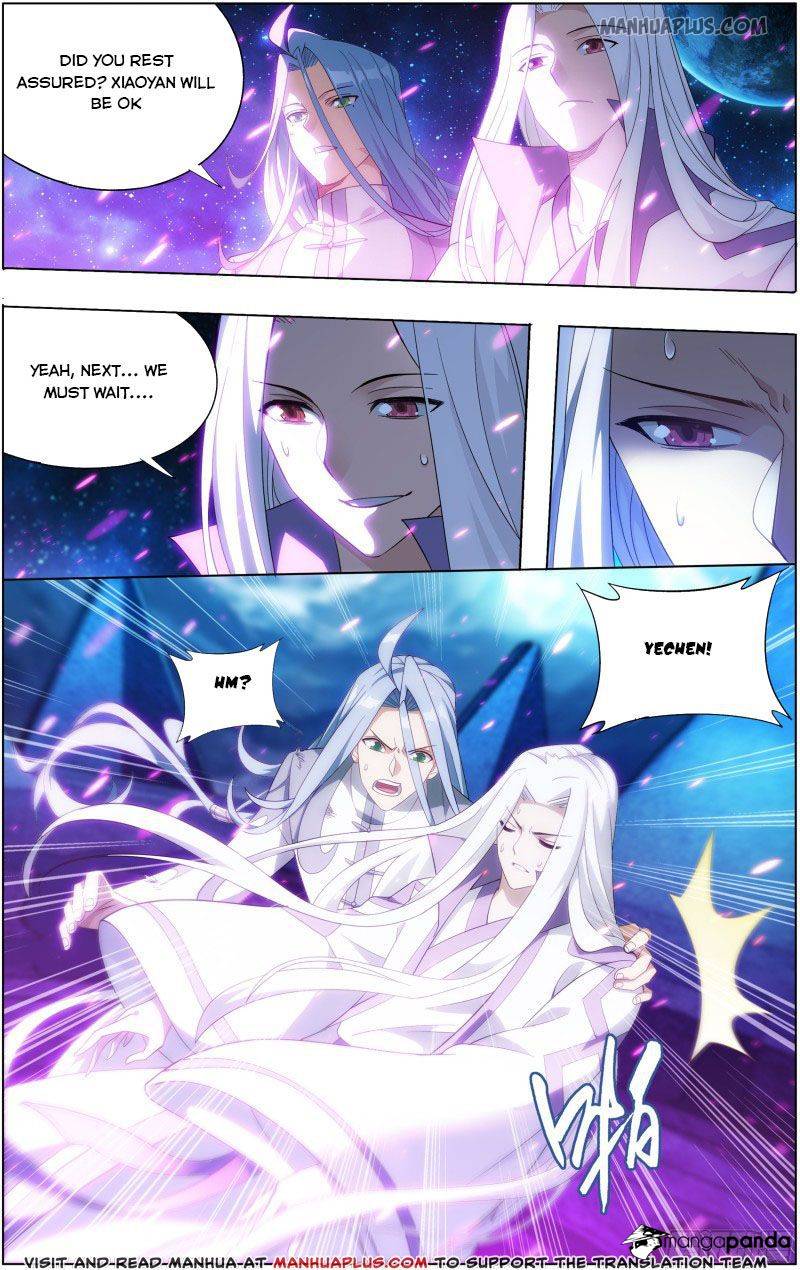 MANHUAPLUS.COM
DID YOU REST
ASSURED? XIAOYAN WILL
BE OK
YEAH, NEXT... WE
MUST WAIT....
HM?
YECHEN!
啪
mangapanda
VISIT AND READ MANHUA AT MANHUAPLUS.COM TO SUPPORT THE TRANSLATION TEAM